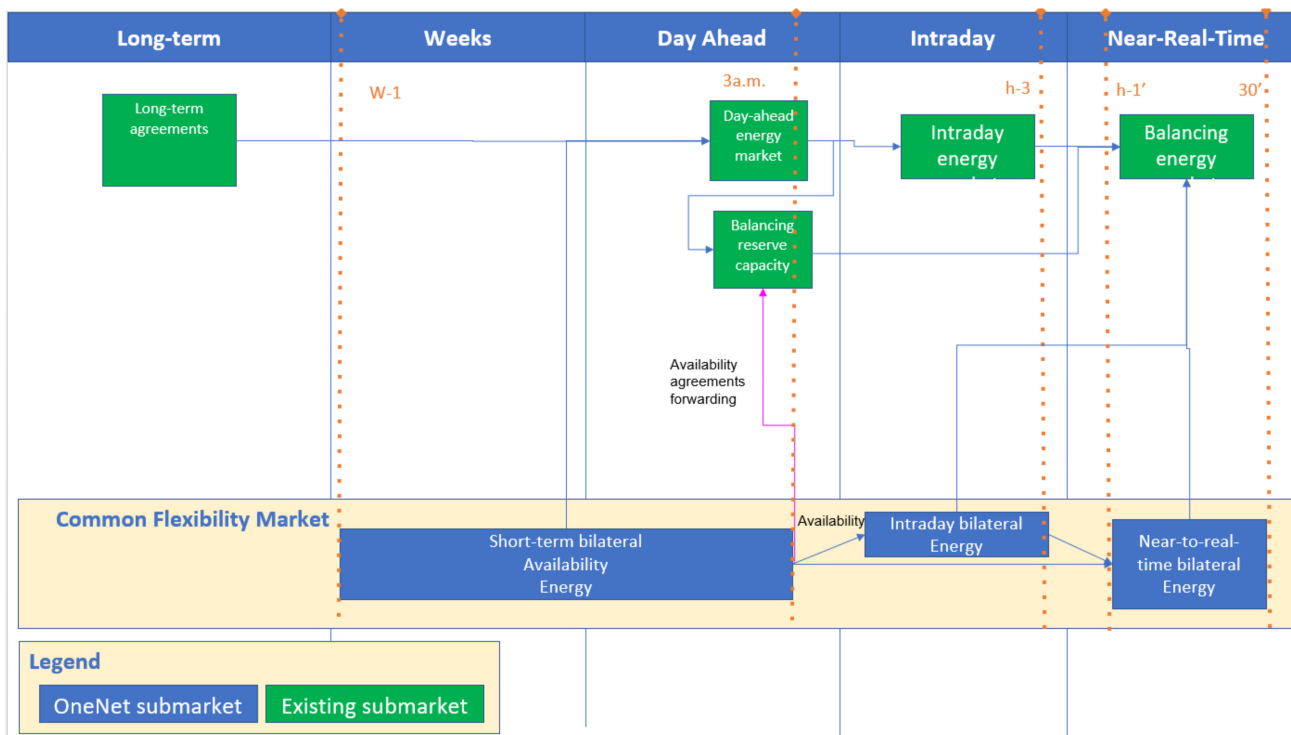 Long-term
Weeks
Day Ahead
Intraday
Near-Real-Time
W-1
3a.m.
h-3
h-1’
30’
Long-term
agreements
Day-ahead
energy
market
Intraday
energy
Balancing
energy
Balancing
reserve
capacity
Availability
agreements
forwarding
Common Flexibility Market
Short-term bilateral
Availability
Energy
Availability
Intraday bilateral
Energy
Near-to-real-
time bilateral
Energy
Legend
OneNet submarket
Existing submarket